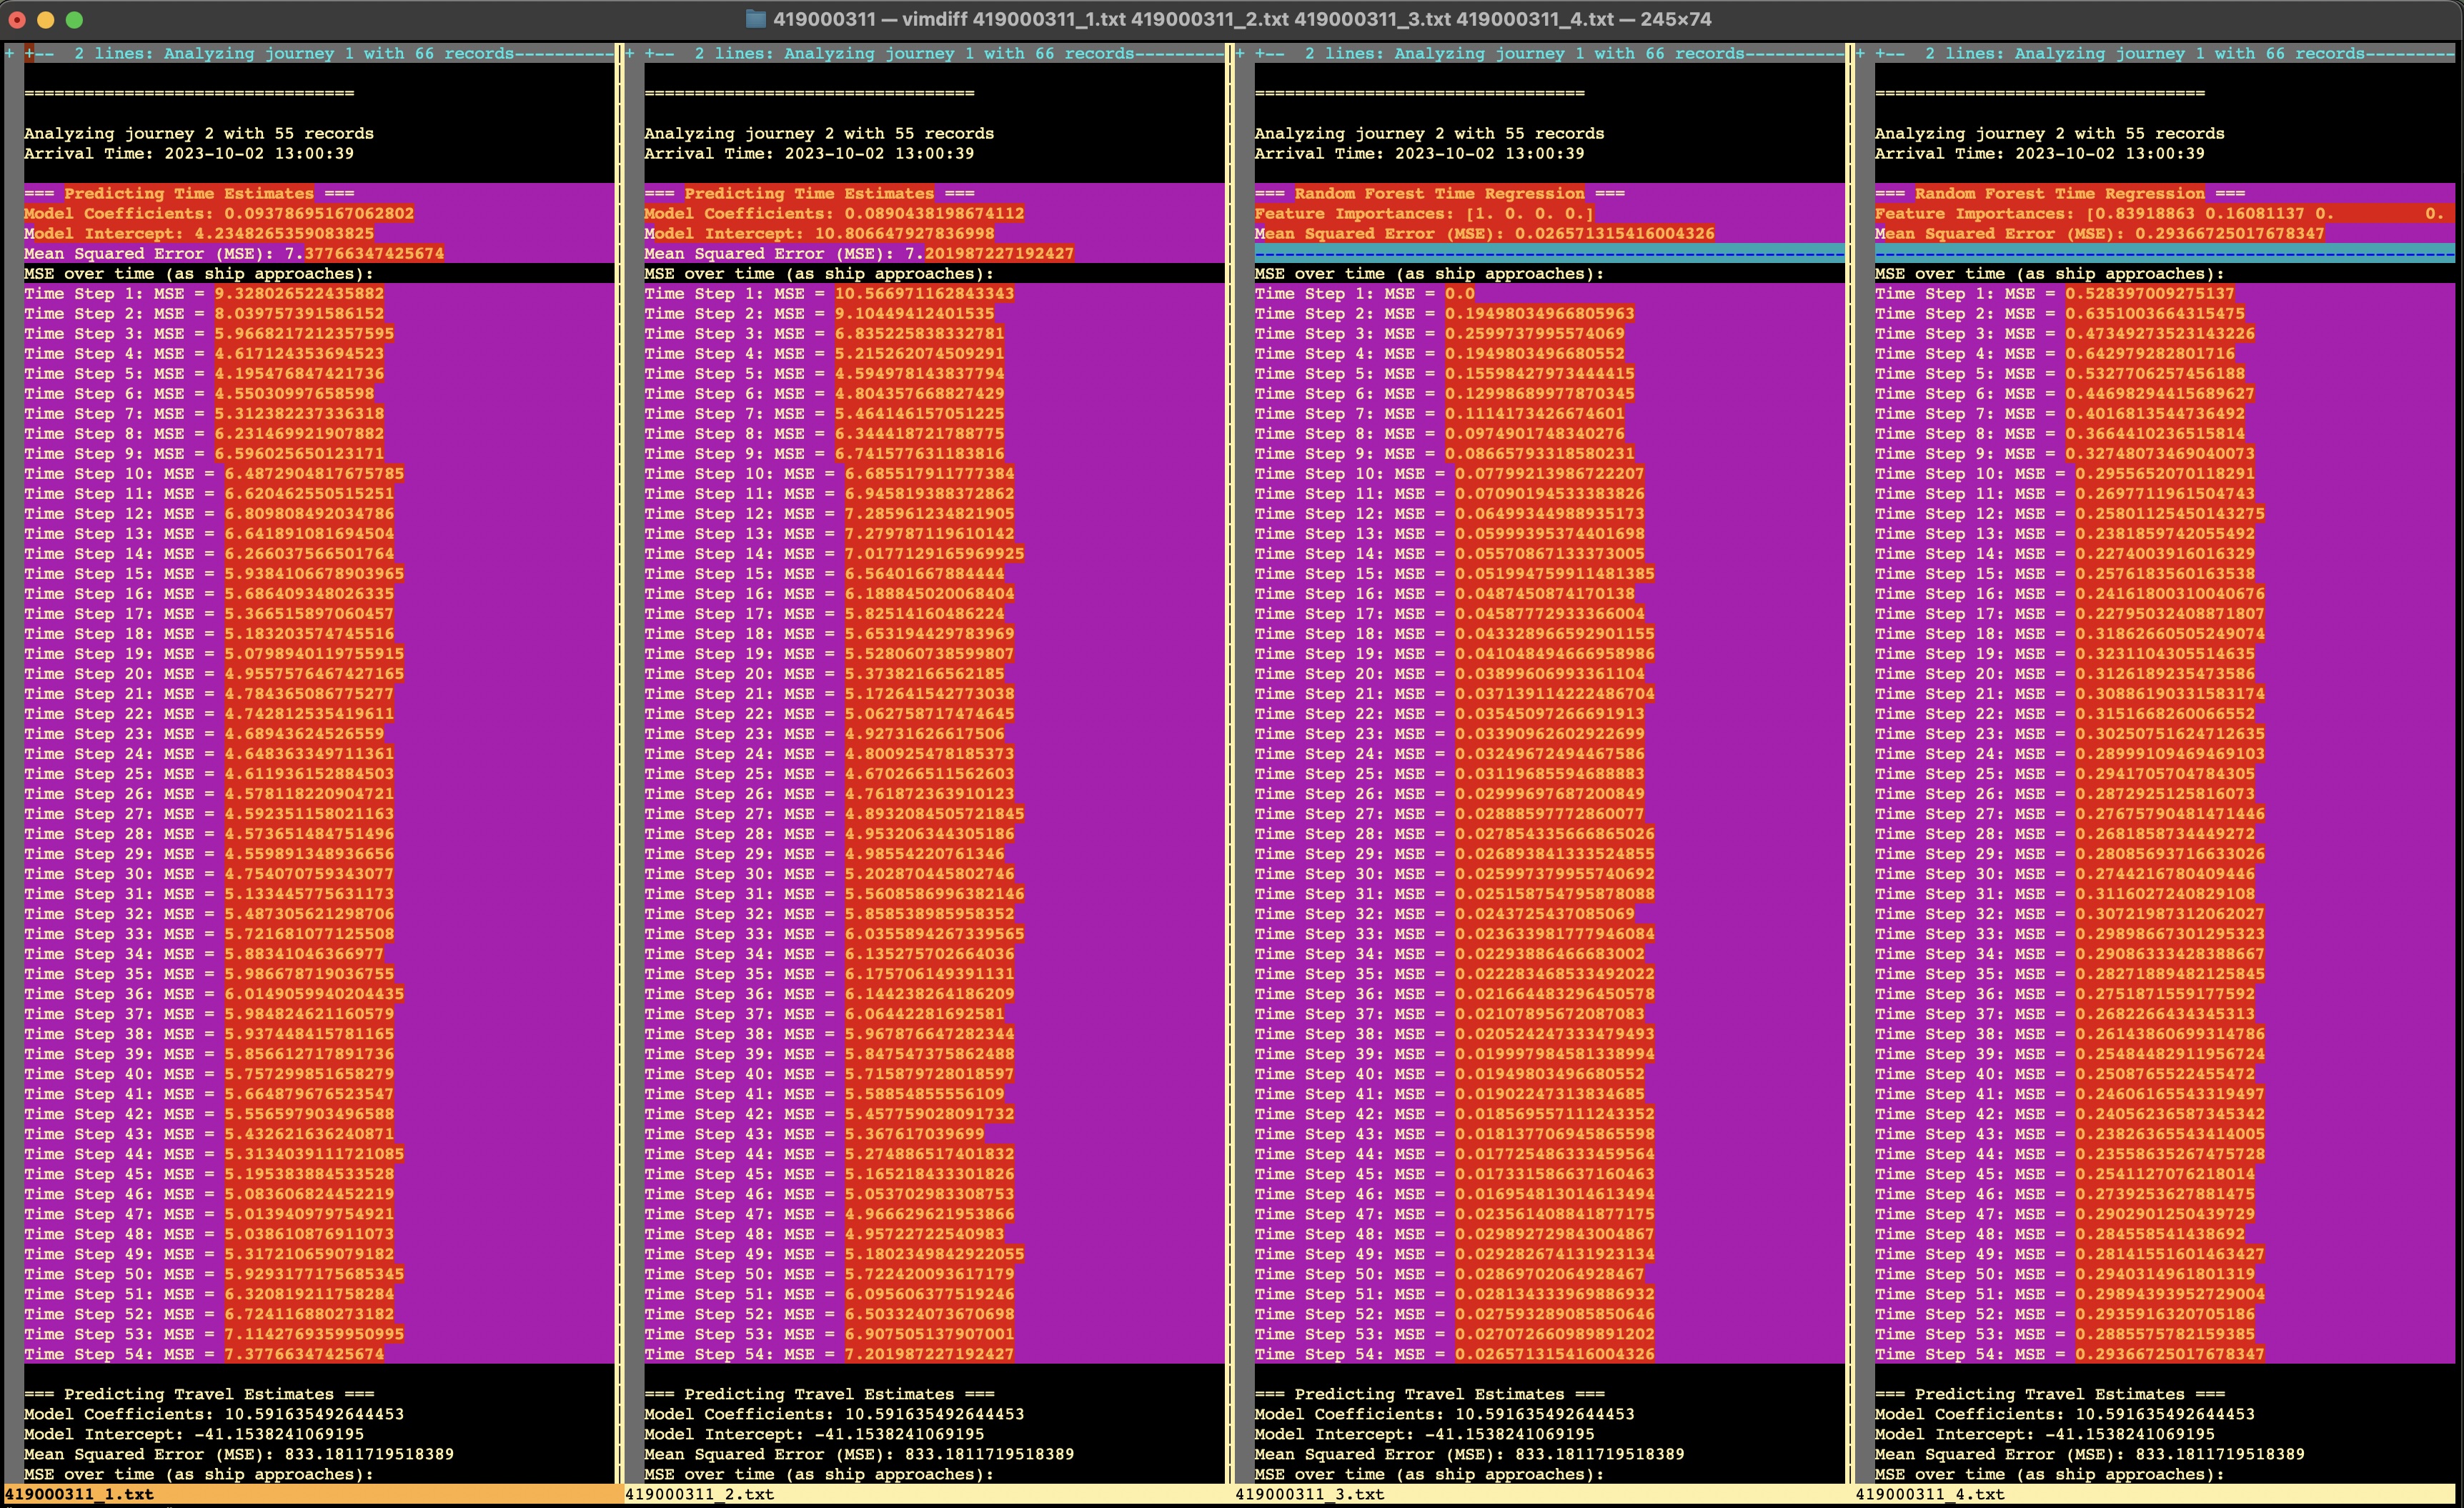 419000311 — vimdiff 419000311_1.txt 419000311_2.txt 419000311_3.txt 419000311_4.txt — 245×74
+ +--  2 lines: Analyzing journey 1 with 66 records----------
===============================
Analyzing journey 2 with 55 records
Arrival Time: 2023-10-02 13:00:39
=== Predicting Time Estimates ===
Model Coefficients: 0.09378695167062802
Model Intercept: 4.2348265359083825
Mean Squared Error (MSE): 7.37766347425674
MSE over time (as ship approaches):
Time Step 1: MSE = 9.328026522435882
Time Step 2: MSE = 8.039757391586152
Time Step 3: MSE = 5.9668217212357595
Time Step 4: MSE = 4.617124353694523
Time Step 5: MSE = 4.195476847421736
Time Step 6: MSE = 4.55030997658598
Time Step 7: MSE = 5.312382237336318
Time Step 8: MSE = 6.231469921907882
Time Step 9: MSE = 6.596025650123171
Time Step 10: MSE = 6.4872904817675785
Time Step 11: MSE = 6.620462550515251
Time Step 12: MSE = 6.809808492034786
Time Step 13: MSE = 6.641891081694504
Time Step 14: MSE = 6.266037566501764
Time Step 15: MSE = 5.9384106678903965
Time Step 16: MSE = 5.686409348026335
Time Step 17: MSE = 5.366515897060457
Time Step 18: MSE = 5.183203574745516
Time Step 19: MSE = 5.0798940119755915
Time Step 20: MSE = 4.9557576467427165
Time Step 21: MSE = 4.784365086775277
Time Step 22: MSE = 4.742812535419611
Time Step 23: MSE = 4.68943624526559
Time Step 24: MSE = 4.648363349711361
Time Step 25: MSE = 4.611936152884503
Time Step 26: MSE = 4.578118220904721
Time Step 27: MSE = 4.592351158021163
Time Step 28: MSE = 4.573651484751496
Time Step 29: MSE = 4.559891348936656
Time Step 30: MSE = 4.754070759343077
Time Step 31: MSE = 5.133445775631173
Time Step 32: MSE = 5.487305621298706
Time Step 33: MSE = 5.721681077125508
Time Step 34: MSE = 5.88341046366977
Time Step 35: MSE = 5.986678719036755
Time Step 36: MSE = 6.0149059940204435
Time Step 37: MSE = 5.984824621160579
Time Step 38: MSE = 5.937448415781165
Time Step 39: MSE = 5.856612717891736
Time Step 40: MSE = 5.757299851658279
Time Step 41: MSE = 5.664879676523547
Time Step 42: MSE = 5.556597903496588
Time Step 43: MSE = 5.432621636240871
Time Step 44: MSE = 5.3134039111721085
Time Step 45: MSE = 5.195383884533528
Time Step 46: MSE = 5.083606824452219
Time Step 47: MSE = 5.013940979754921
Time Step 48: MSE = 5.038610876911073
Time Step 49: MSE = 5.317210659079182
Time Step 50: MSE = 5.9293177175685345
Time Step 51: MSE = 6.320819211758284
Time Step 52: MSE = 6.724116880273182
Time Step 53: MSE = 7.1142769359950995
Time Step 54: MSE = 7.37766347425674
=== Predicting Travel Estimates ===
Model Coefficients: 10.591635492644453
Model Intercept: -41.1538241069195
Mean Squared Error (MSE): 833.1811719518389
MSE over time (as ship approaches):
419000311_1.txt
+ +--  2 lines: Analyzing journey 1 with 66 records----------
===============================
Analyzing journey 2 with 55 records
Arrival Time: 2023-10-02 13:00:39
=== Predicting Time Estimates ===
Model Coefficients: 0.0890438198674112
Model Intercept: 10.806647927836998
Mean Squared Error (MSE): 7.201987227192427
MSE over time (as ship approaches):
Time Step 1: MSE = 10.566971162843343
Time Step 2: MSE = 9.10449412401535
Time Step 3: MSE = 6.835225838332781
Time Step 4: MSE = 5.215262074509291
Time Step 5: MSE = 4.594978143837794
Time Step 6: MSE = 4.804357668827429
Time Step 7: MSE = 5.464146157051225
Time Step 8: MSE = 6.344418721788775
Time Step 9: MSE = 6.741577631183816
Time Step 10: MSE = 6.685517911777384
Time Step 11: MSE = 6.945819388372862
Time Step 12: MSE = 7.285961234821905
Time Step 13: MSE = 7.279787119610142
Time Step 14: MSE = 7.0177129165969925
Time Step 15: MSE = 6.56401667884444
Time Step 16: MSE = 6.188845020068404
Time Step 17: MSE = 5.82514160486224
Time Step 18: MSE = 5.653194429783969
Time Step 19: MSE = 5.528060738599807
Time Step 20: MSE = 5.37382166562185
Time Step 21: MSE = 5.172641542773038
Time Step 22: MSE = 5.062758717474645
Time Step 23: MSE = 4.92731626617506
Time Step 24: MSE = 4.800925478185373
Time Step 25: MSE = 4.670266511562603
Time Step 26: MSE = 4.761872363910123
Time Step 27: MSE = 4.8932084505721845
Time Step 28: MSE = 4.953206344305186
Time Step 29: MSE = 4.98554220761346
Time Step 30: MSE = 5.202870445802746
Time Step 31: MSE = 5.5608586996382146
Time Step 32: MSE = 5.858538985958352
Time Step 33: MSE = 6.0355894267339565
Time Step 34: MSE = 6.135275702664036
Time Step 35: MSE = 6.175706149391131
Time Step 36: MSE = 6.144238264186209
Time Step 37: MSE = 6.06442281692581
Time Step 38: MSE = 5.967876647282344
Time Step 39: MSE = 5.847547375862488
Time Step 40: MSE = 5.715879728018597
Time Step 41: MSE = 5.58854855556109
Time Step 42: MSE = 5.457759028091732
Time Step 43: MSE = 5.367617039699
Time Step 44: MSE = 5.274886517401832
Time Step 45: MSE = 5.165218433301826
Time Step 46: MSE = 5.053702983308753
Time Step 47: MSE = 4.966629621953866
Time Step 48: MSE = 4.95722722540983
Time Step 49: MSE = 5.1802349842922055
Time Step 50: MSE = 5.722420093617179
Time Step 51: MSE = 6.095606377519246
Time Step 52: MSE = 6.503324073670698
Time Step 53: MSE = 6.907505137907001
Time Step 54: MSE = 7.201987227192427
=== Predicting Travel Estimates ===
Model Coefficients: 10.591635492644453
Model Intercept: -41.1538241069195
Mean Squared Error (MSE): 833.1811719518389
MSE over time (as ship approaches):
419000311_2.txt
+ +--  2 lines: Analyzing journey 1 with 66 records----------
===============================
Analyzing journey 2 with 55 records
Arrival Time: 2023-10-02 13:00:39
=== Random Forest Time Regression ===
Feature Importances: [1. 0. 0. 0.]
Mean Squared Error (MSE): 0.026571315416004326
MSE over time (as ship approaches):
Time Step 1: MSE = 0.0
Time Step 2: MSE = 0.19498034966805963
Time Step 3: MSE = 0.2599737995574069
Time Step 4: MSE = 0.1949803496680552
Time Step 5: MSE = 0.15598427973444415
Time Step 6: MSE = 0.12998689977870345
Time Step 7: MSE = 0.1114173426674601
Time Step 8: MSE = 0.0974901748340276
Time Step 9: MSE = 0.08665793318580231
Time Step 10: MSE = 0.07799213986722207
Time Step 11: MSE = 0.07090194533383826
Time Step 12: MSE = 0.06499344988935173
Time Step 13: MSE = 0.05999395374401698
Time Step 14: MSE = 0.05570867133373005
Time Step 15: MSE = 0.051994759911481385
Time Step 16: MSE = 0.0487450874170138
Time Step 17: MSE = 0.04587772933366004
Time Step 18: MSE = 0.043328966592901155
Time Step 19: MSE = 0.041048494666958986
Time Step 20: MSE = 0.03899606993361104
Time Step 21: MSE = 0.037139114222486704
Time Step 22: MSE = 0.03545097266691913
Time Step 23: MSE = 0.03390962602922699
Time Step 24: MSE = 0.03249672494467586
Time Step 25: MSE = 0.03119685594688883
Time Step 26: MSE = 0.02999697687200849
Time Step 27: MSE = 0.02888597772860077
Time Step 28: MSE = 0.027854335666865026
Time Step 29: MSE = 0.026893841333524855
Time Step 30: MSE = 0.025997379955740692
Time Step 31: MSE = 0.025158754795878088
Time Step 32: MSE = 0.0243725437085069
Time Step 33: MSE = 0.023633981777946084
Time Step 34: MSE = 0.02293886466683002
Time Step 35: MSE = 0.022283468533492022
Time Step 36: MSE = 0.021664483296450578
Time Step 37: MSE = 0.02107895672087083
Time Step 38: MSE = 0.020524247333479493
Time Step 39: MSE = 0.019997984581338994
Time Step 40: MSE = 0.01949803496680552
Time Step 41: MSE = 0.01902247313834685
Time Step 42: MSE = 0.018569557111243352
Time Step 43: MSE = 0.018137706945865598
Time Step 44: MSE = 0.017725486333459564
Time Step 45: MSE = 0.017331586637160463
Time Step 46: MSE = 0.016954813014613494
Time Step 47: MSE = 0.023561408841877175
Time Step 48: MSE = 0.029892729843004867
Time Step 49: MSE = 0.029282674131923134
Time Step 50: MSE = 0.02869702064928467
Time Step 51: MSE = 0.028134333969886932
Time Step 52: MSE = 0.027593289085850646
Time Step 53: MSE = 0.027072660989891202
Time Step 54: MSE = 0.026571315416004326
=== Predicting Travel Estimates ===
Model Coefficients: 10.591635492644453
Model Intercept: -41.1538241069195
Mean Squared Error (MSE): 833.1811719518389
MSE over time (as ship approaches):
419000311_3.txt
+ +--  2 lines: Analyzing journey 1 with 66 records---------
===============================
Analyzing journey 2 with 55 records
Arrival Time: 2023-10-02 13:00:39
=== Random Forest Time Regression ===
Feature Importances: [0.83918863 0.16081137 0.         0.
Mean Squared Error (MSE): 0.29366725017678347
MSE over time (as ship approaches):
Time Step 1: MSE = 0.528397009275137
Time Step 2: MSE = 0.6351003664315475
Time Step 3: MSE = 0.47349273523143226
Time Step 4: MSE = 0.642979282801716
Time Step 5: MSE = 0.5327706257456188
Time Step 6: MSE = 0.44698294415689627
Time Step 7: MSE = 0.4016813544736492
Time Step 8: MSE = 0.3664410236515814
Time Step 9: MSE = 0.32748073469040073
Time Step 10: MSE = 0.2955652070118291
Time Step 11: MSE = 0.2697711961504743
Time Step 12: MSE = 0.25801125450143275
Time Step 13: MSE = 0.2381859742055492
Time Step 14: MSE = 0.2274003916016329
Time Step 15: MSE = 0.2576183560163538
Time Step 16: MSE = 0.24161800310040676
Time Step 17: MSE = 0.22795032408871807
Time Step 18: MSE = 0.31862660505249074
Time Step 19: MSE = 0.3231104305514635
Time Step 20: MSE = 0.3126189235473586
Time Step 21: MSE = 0.30886190331583174
Time Step 22: MSE = 0.3151668260066552
Time Step 23: MSE = 0.30250751624712635
Time Step 24: MSE = 0.28999109469469103
Time Step 25: MSE = 0.2941705704784305
Time Step 26: MSE = 0.2872925125816073
Time Step 27: MSE = 0.27675790481471446
Time Step 28: MSE = 0.2681858734449272
Time Step 29: MSE = 0.28085693716633026
Time Step 30: MSE = 0.2744216780409446
Time Step 31: MSE = 0.3116027240829108
Time Step 32: MSE = 0.30721987312062027
Time Step 33: MSE = 0.29898667301295323
Time Step 34: MSE = 0.29086333428388667
Time Step 35: MSE = 0.28271889482125845
Time Step 36: MSE = 0.2751871559177592
Time Step 37: MSE = 0.2682266434345313
Time Step 38: MSE = 0.26143860699314786
Time Step 39: MSE = 0.25484482911956724
Time Step 40: MSE = 0.2508765522455472
Time Step 41: MSE = 0.24606165543319497
Time Step 42: MSE = 0.24056236587345342
Time Step 43: MSE = 0.23826365543414005
Time Step 44: MSE = 0.23558635267475728
Time Step 45: MSE = 0.2541127076218014
Time Step 46: MSE = 0.2739253627881475
Time Step 47: MSE = 0.29029012504397​29
Time Step 48: MSE = 0.284558541438692
Time Step 49: MSE = 0.28141551601463427
Time Step 50: MSE = 0.2940314961801319
Time Step 51: MSE = 0.29894393952729004
Time Step 52: MSE = 0.2935916320705186
Time Step 53: MSE = 0.2885575782159385
Time Step 54: MSE = 0.29366725017678347
=== Predicting Travel Estimates ===
Model Coefficients: 10.591635492644453
Model Intercept: -41.1538241069195
Mean Squared Error (MSE): 833.1811719518389
MSE over time (as ship approaches):
419000311_4.txt